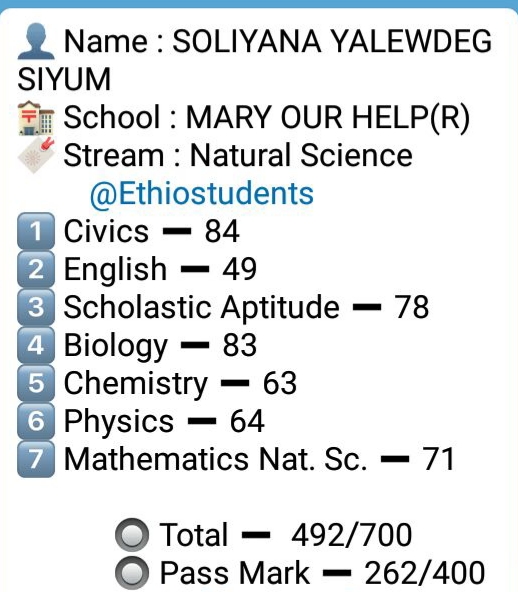 👤 Name : SOLIYANA YALEWDEG
SIYUM
🏣 School : MARY OUR HELP(R)
🏷 Stream : Natural Science
@Ethiostudents
1️⃣ Civics ➖ 84
2️⃣ English ➖ 49
3️⃣ Scholastic Aptitude ➖ 78
4️⃣ Biology ➖ 83
5️⃣ Chemistry ➖ 63
6️⃣ Physics ➖ 64
7️⃣ Mathematics Nat. Sc. ➖ 71
🔘 Total ➖ 492/700
🔘 Pass Mark ➖ 262/400